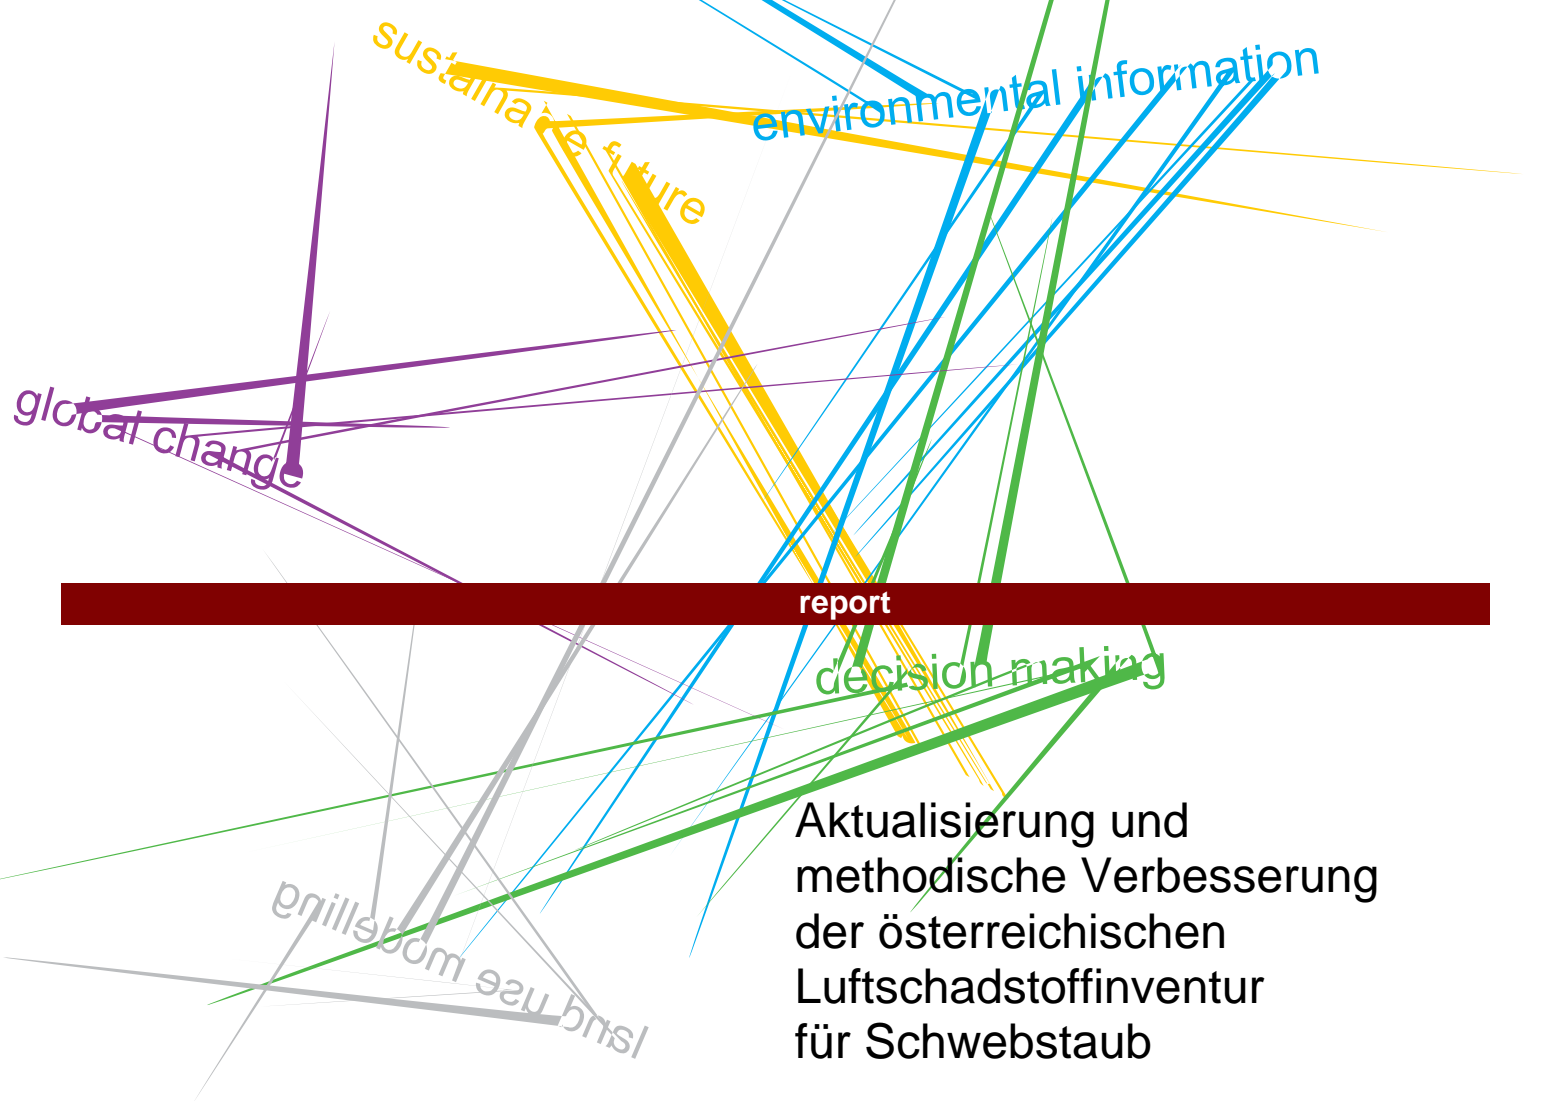 sustainable future
environmental information
global change
report
decision making
land use modelling
Aktualisierung und
methodische Verbesserung
der österreichischen
Luftschadstoffinventur
für Schwebstaub